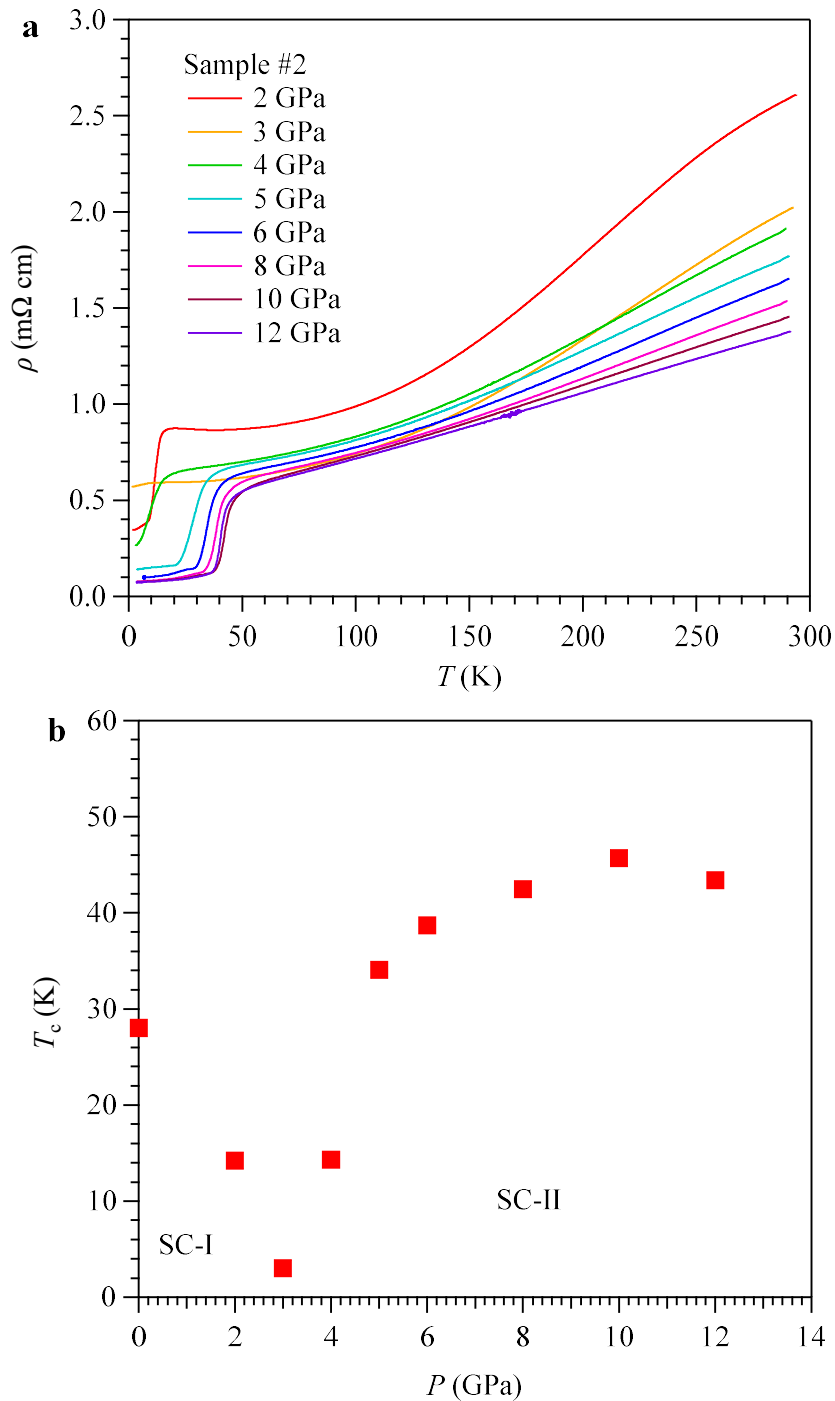 a
3.0
2.5
2.0
1.5
1.0
0.5
0.0
ρ (mΩ cm)
Sample #2
2 GPa
3 GPa
4 GPa
5 GPa
6 GPa
8 GPa
10 GPa
12 GPa
0 50 100 150 200 250 300
T (K)
b
60
50
40
30
20
10
0
Tc (K)
SC-I
SC-II
0 2 4 6 8 10 12 14
P (GPa)